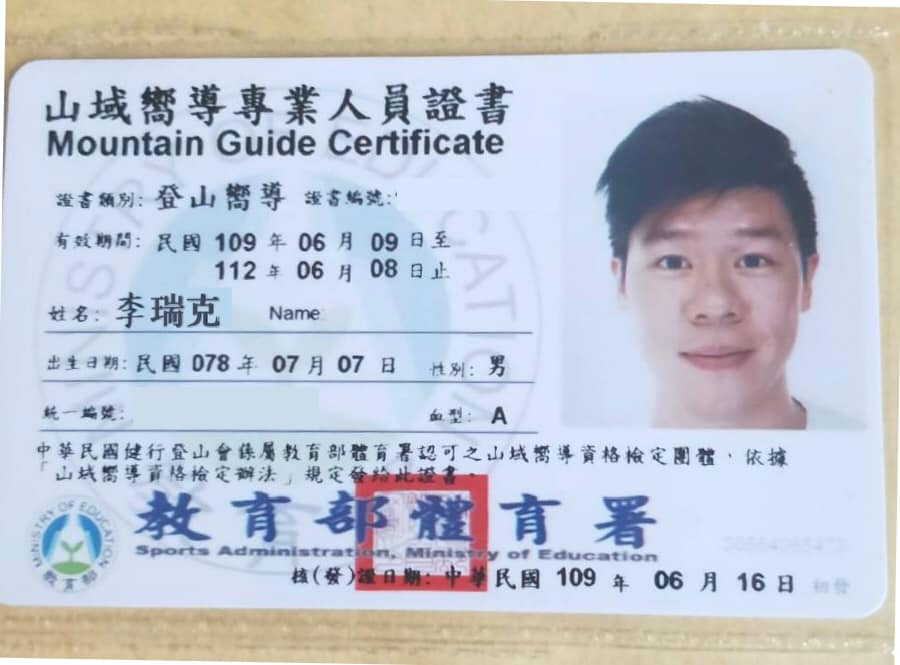 山域嚮導專業人員證書
Mountain Guide Certificate
證書類別: 登山嚮導 證書編號:
有效期間: 民國 109 年 06 月 09 日至
112 年 06 月 08 日止
姓名: 李瑞克 Name:
出生日期: 民國 078 年 07 月 07 日 性別: 男
統一編號: 血型: A
中華民國健行登山會係屬教育部體育署認可之山域嚮導資格檢定團體，依據
「山域嚮導資格檢定辦法」規定發給此證書。
MINISTRY OF EDUCATION
教育部
教育部體育署
Sports Administration, Ministry of Education
核(發)證日期: 中華民國 109 年 06 月 16 日 初發